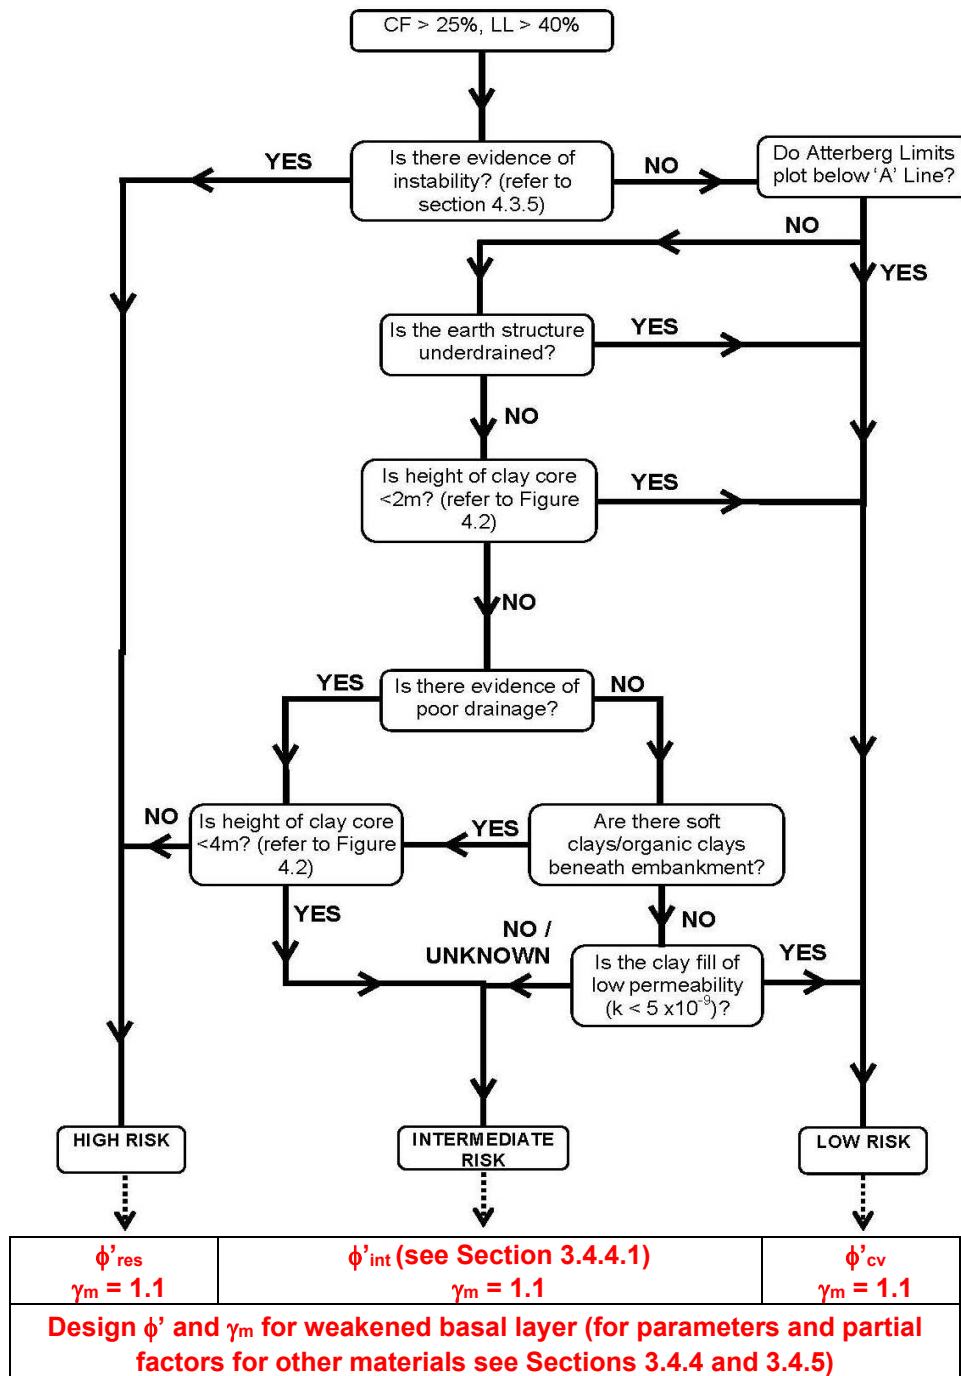 CF > 25%, LL > 40%
YES
Is there evidence of
instability? (refer to
section 4.3.5)
NO
Do Atterberg Limits
plot below ‘A’ Line?
NO
YES
Is the earth structure
underdrained?
YES
NO
Is height of clay core
<2m? (refer to Figure
4.2)
YES
NO
YES
Is there evidence of
poor drainage?
NO
NO
Is height of clay core
<4m? (refer to Figure
4.2)
YES
Are there soft
clays/organic clays
beneath embankment?
YES
NO
NO /
UNKNOWN
Is the clay fill of
low permeability
(k < 5 x10⁻⁹)?
YES
HIGH RISK
INTERMEDIATE
RISK
LOW RISK
ϕ’res
γm = 1.1
ϕ’int (see Section 3.4.4.1)
γm = 1.1
ϕ’cv
γm = 1.1
Design ϕ’ and γm for weakened basal layer (for parameters and partial
factors for other materials see Sections 3.4.4 and 3.4.5)